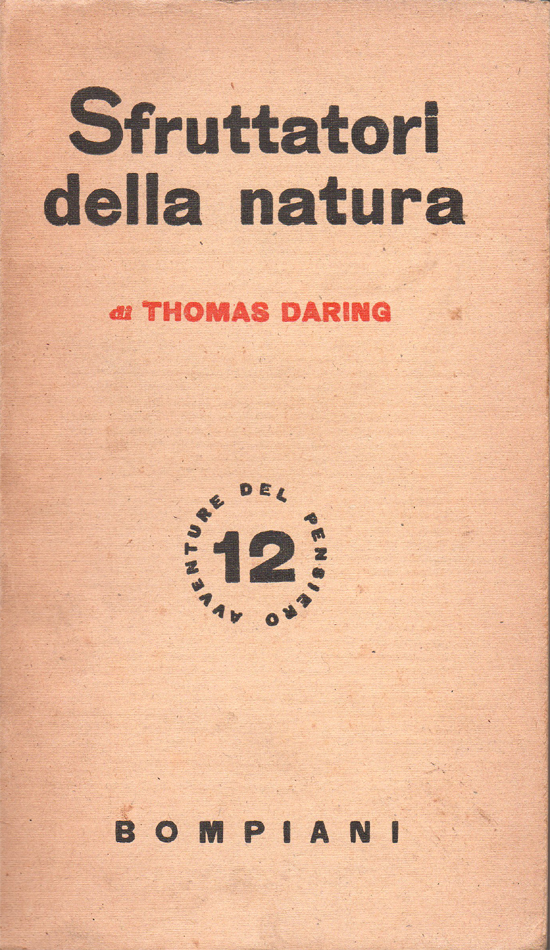 Sfruttatori
della natura
di THOMAS DARING
AVVENTURE DEL PENSIERO
12
BOMPIANI